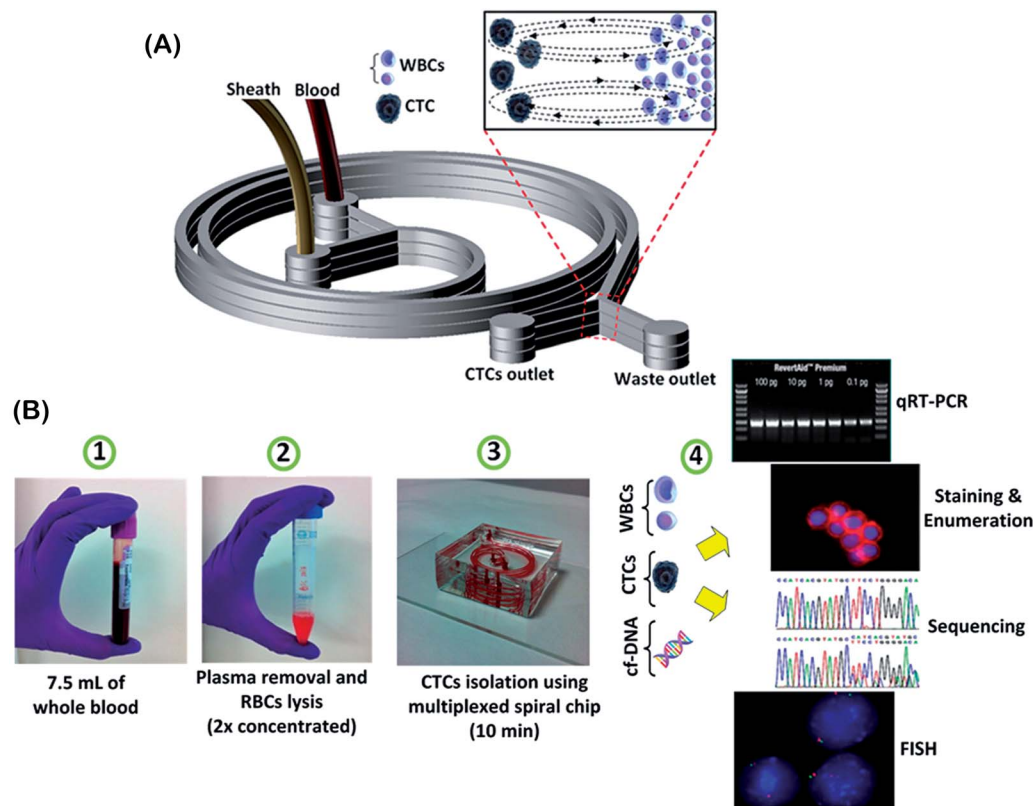 (A)
Sheath
Blood
WBCs
CTC
CTCs outlet
Waste outlet
(B)
1
2
3
4
7.5 mL of
whole blood
Plasma removal and
RBCs lysis
(2x concentrated)
CTCs isolation using
multiplexed spiral chip
(10 min)
WBCs
CTCs
cf-DNA
RevertAid™ Premium
100 pg 10 pg 1 pg 0.1 pg
qRT-PCR
Staining &
Enumeration
Sequencing
FISH